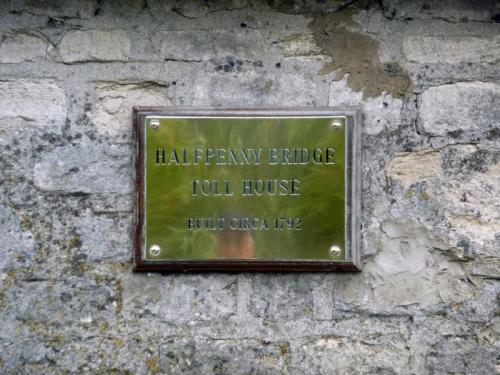 HALFPENNY BRIDGE
TOLL HOUSE
BUILT CIRCA 1792